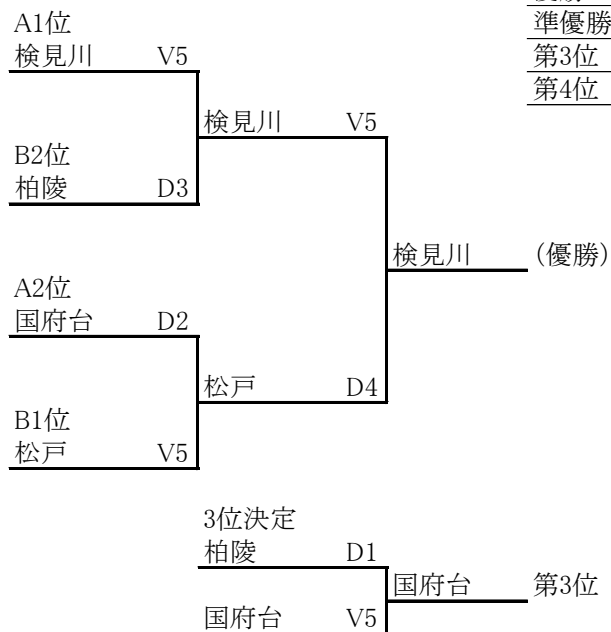 A1位
検見川 V5
検見川 V5
B2位
柏陵 D3
検見川 (優勝)
A2位
国府台 D2
松戸 D4
B1位
松戸 V5
3位決定
柏陵 D1
国府台 第3位
国府台 V5
準優勝
第3位
第4位